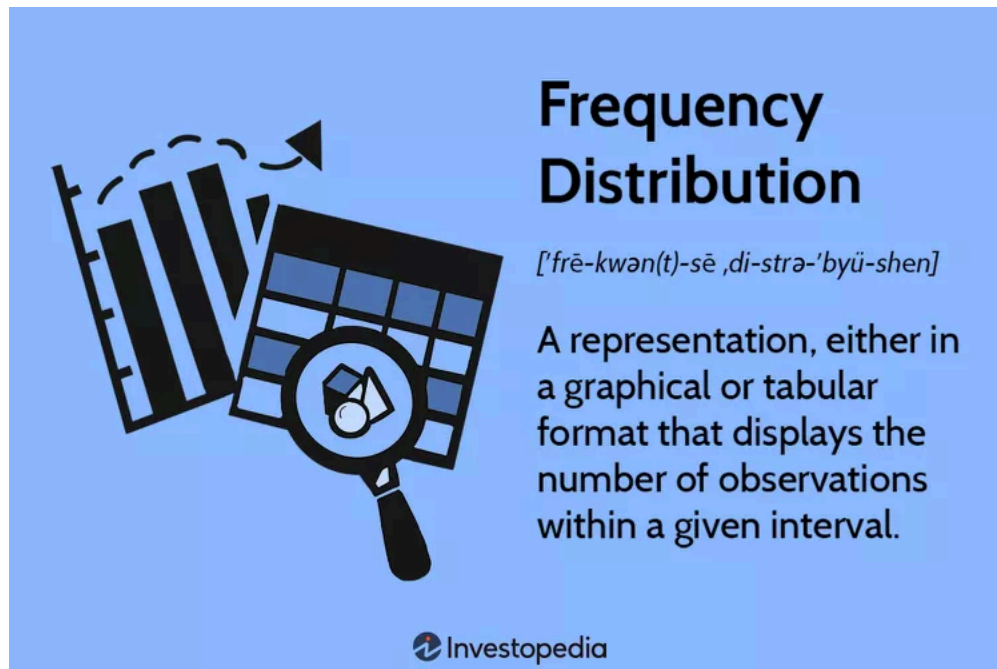 Frequency
Distribution
['frē-kwən(t)-sē ,di-strə-'byü-shen]
A representation, either in
a graphical or tabular
format that displays the
number of observations
within a given interval.
Investopedia